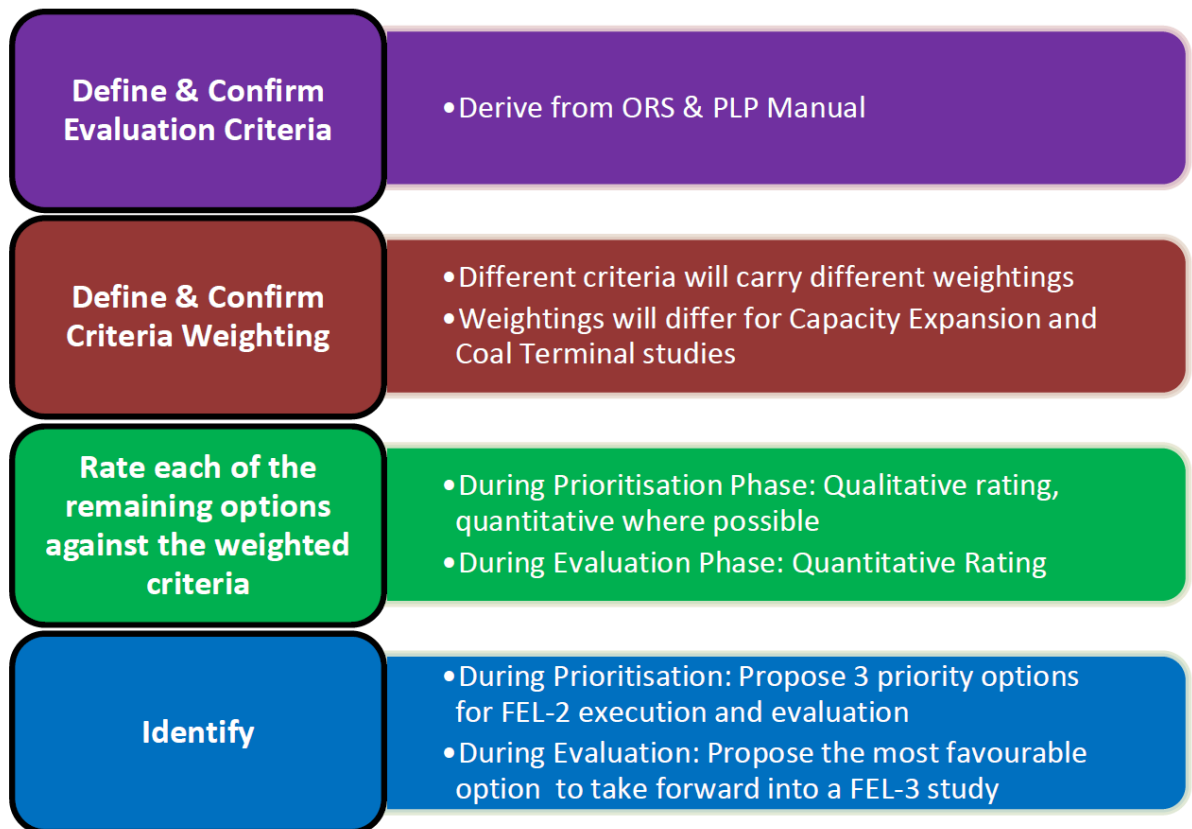 Define & Confirm
Evaluation Criteria
•Derive from ORS & PLP Manual
Define & Confirm
Criteria Weighting
•Different criteria will carry different weightings
•Weightings will differ for Capacity Expansion and
Coal Terminal studies
Rate each of the
remaining options
against the weighted
criteria
•During Prioritisation Phase: Qualitative rating,
quantitative where possible
•During Evaluation Phase: Quantitative Rating
Identify
•During Prioritisation: Propose 3 priority options
for FEL-2 execution and evaluation
•During Evaluation: Propose the most favourable
option to take forward into a FEL-3 study